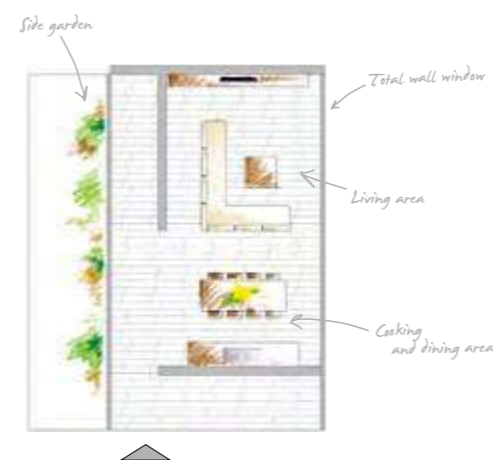 Side garden
Total wall window
Living area
Cooking
and dining area